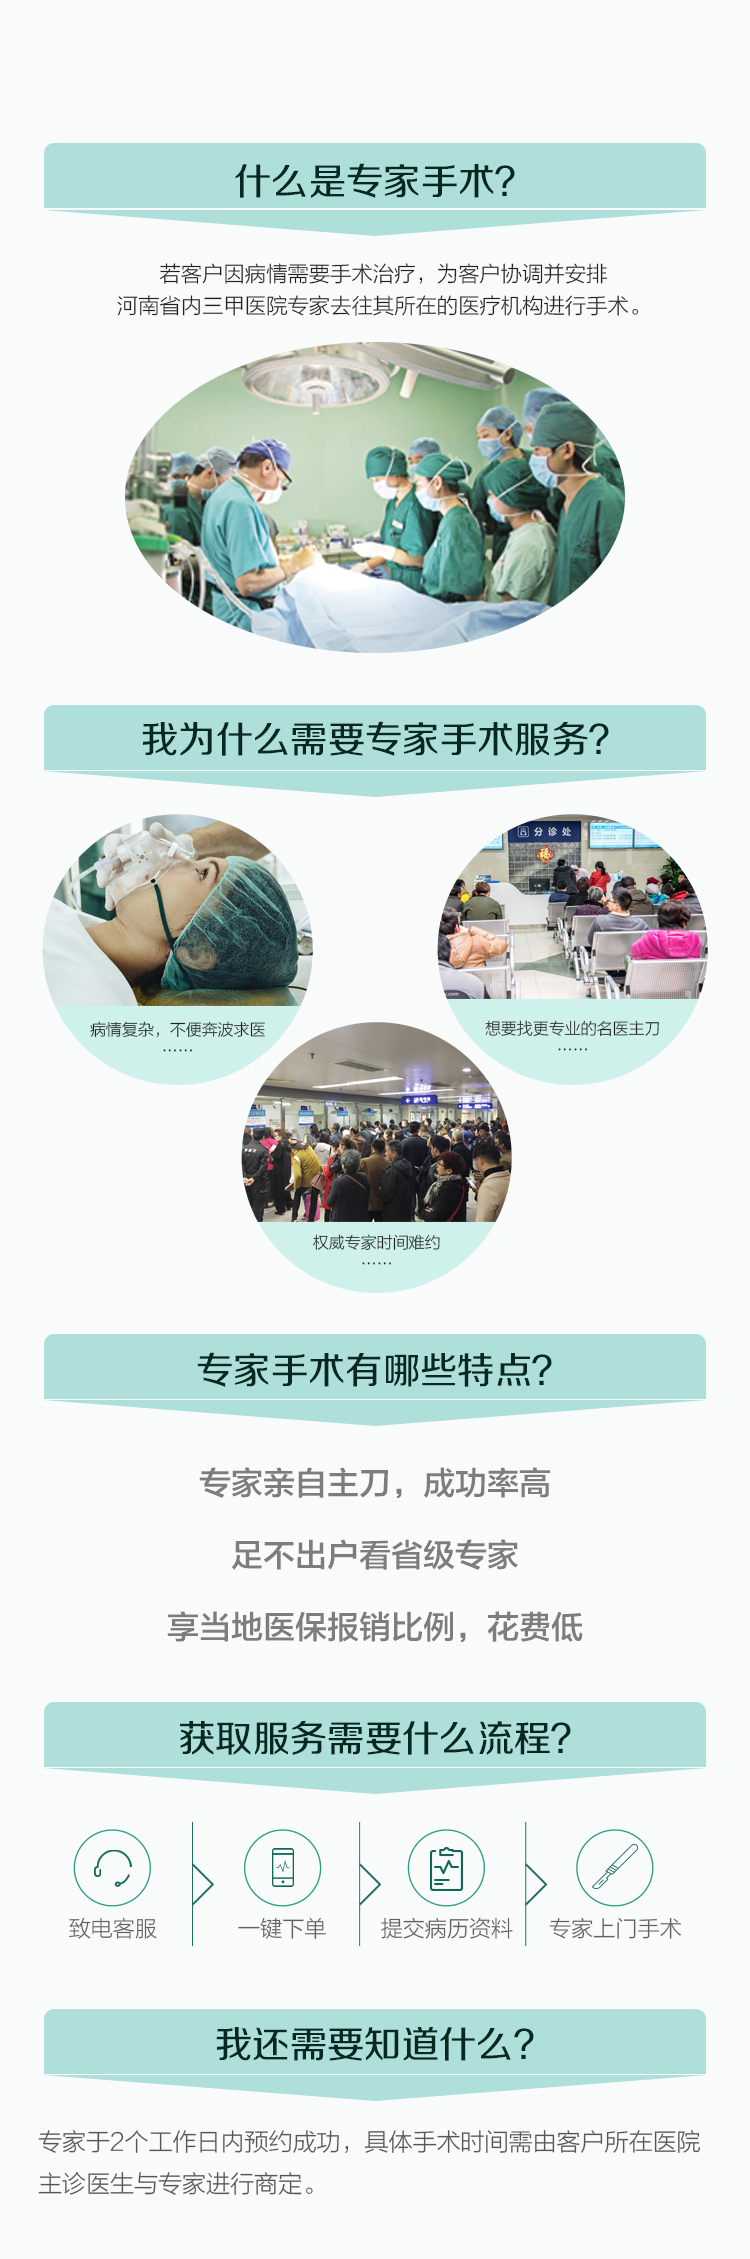 什么是专家手术？
若客户因病情需要手术治疗，为客户协调并安排
河南省内三甲医院专家去往其所在的医疗机构进行手术。
我为什么需要专家手术服务？
分诊处
病情复杂，不便奔波求医
……
想要找更专业的名医主刀
……
权威专家时间难约
……
专家手术有哪些特点？
专家亲自主刀，成功率高
足不出户看省级专家
享当地医保报销比例，花费低
获取服务需要什么流程？
致电客服
一键下单
提交病历资料
专家上门手术
我还需要知道什么？
专家于2个工作日内预约成功，具体手术时间需由客户所在医院
主诊医生与专家进行商定。